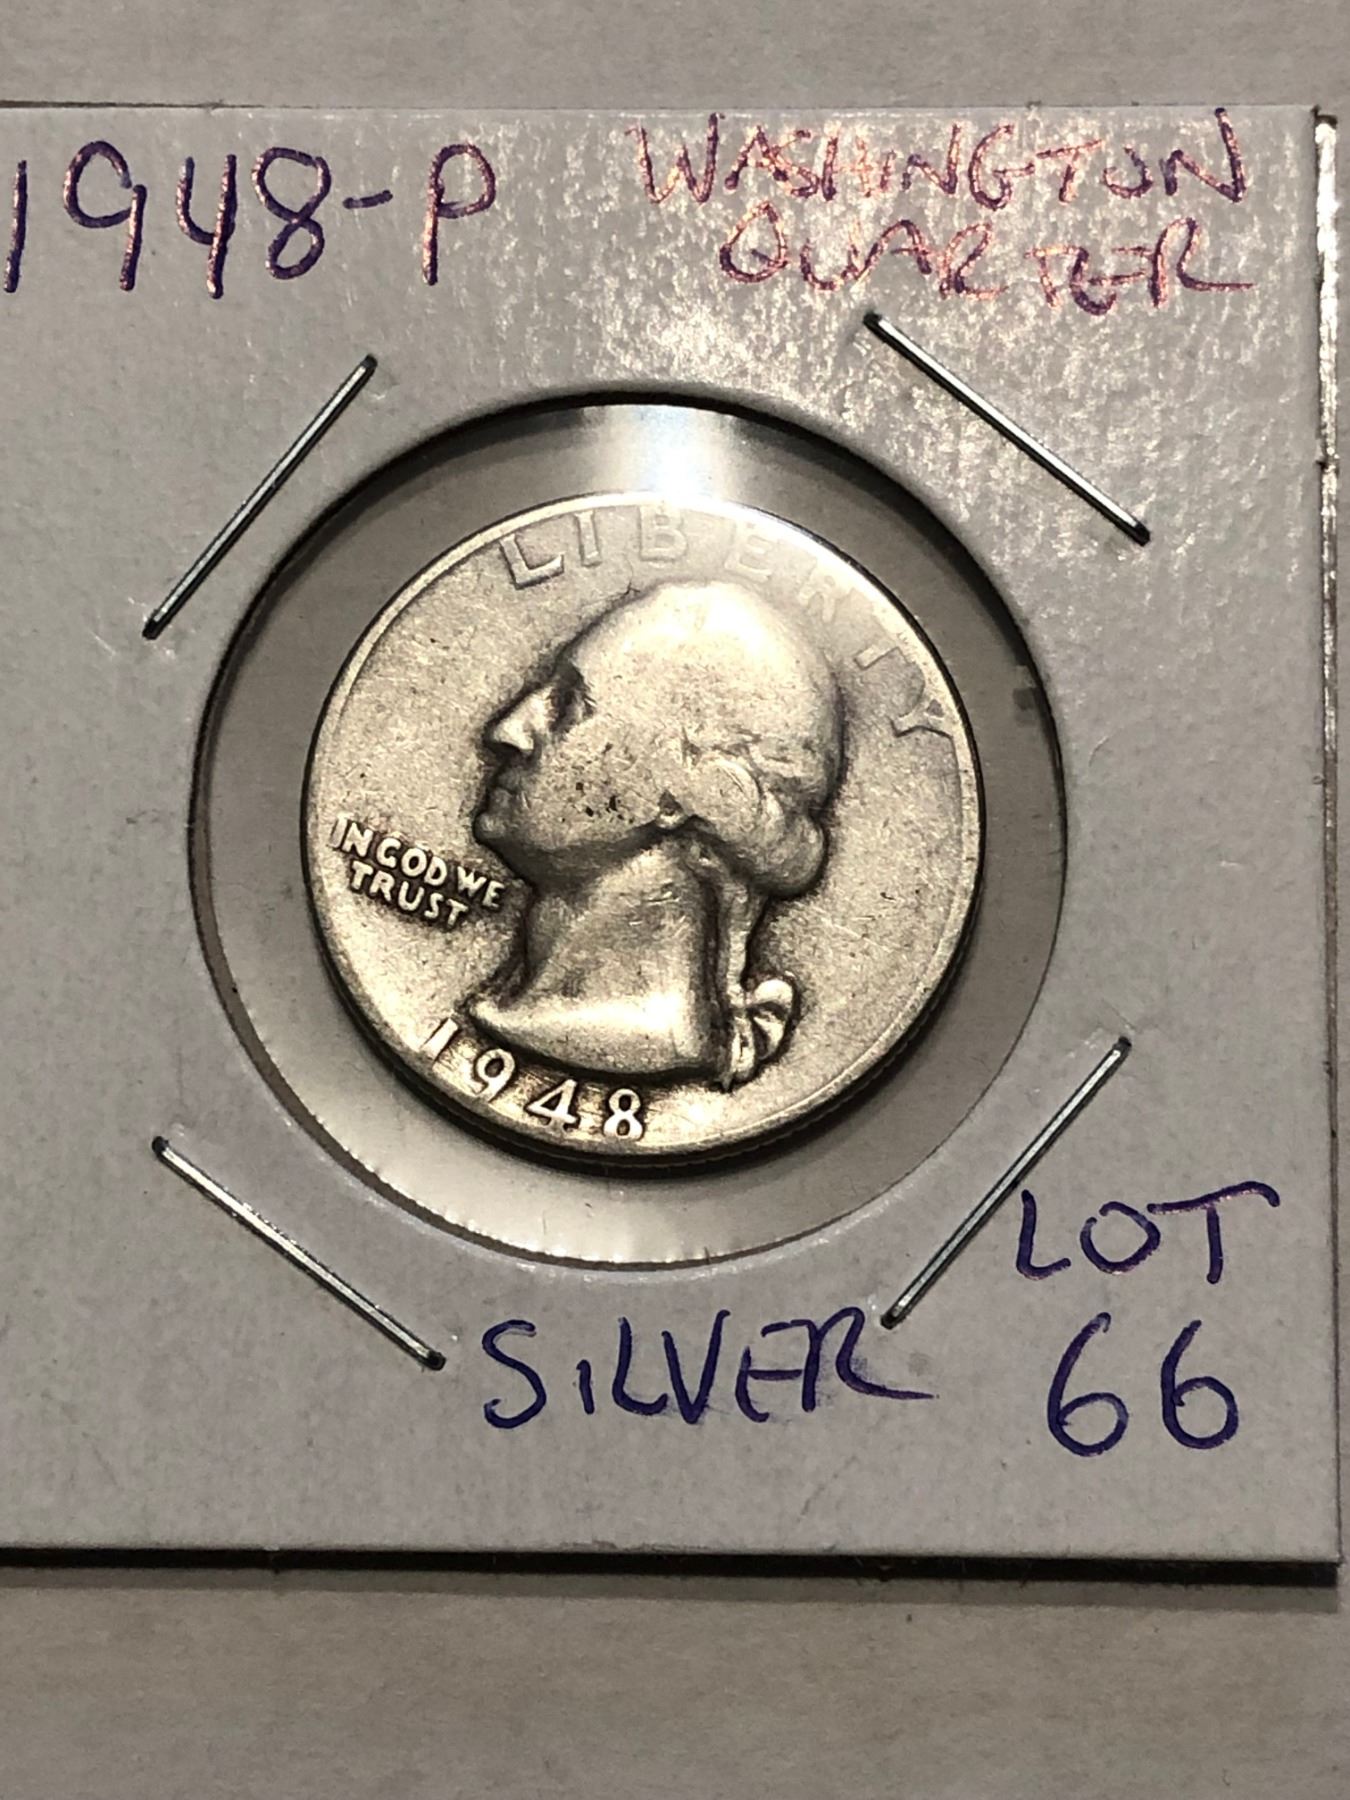 1948-P
WASHINGTON
QUARTER
LIBERTY
IN GOD WE
TRUST
1948
SILVER
LOT
66